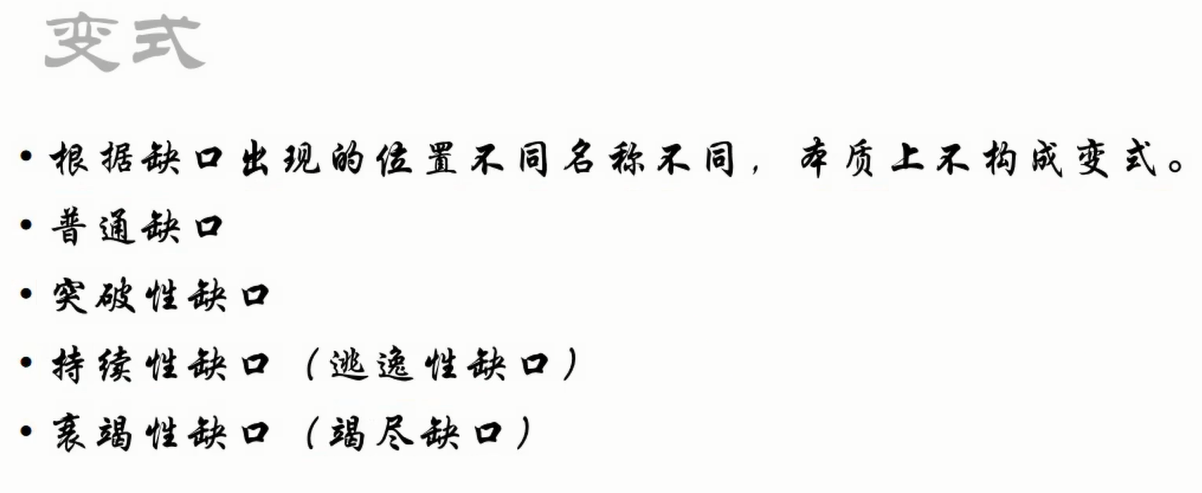 变式
• 根据缺口出现的位置不同名称不同，本质上不构成变式。
• 普通缺口
• 突破性缺口
• 持续性缺口（逃逸性缺口）
• 衰竭性缺口（竭尽缺口）